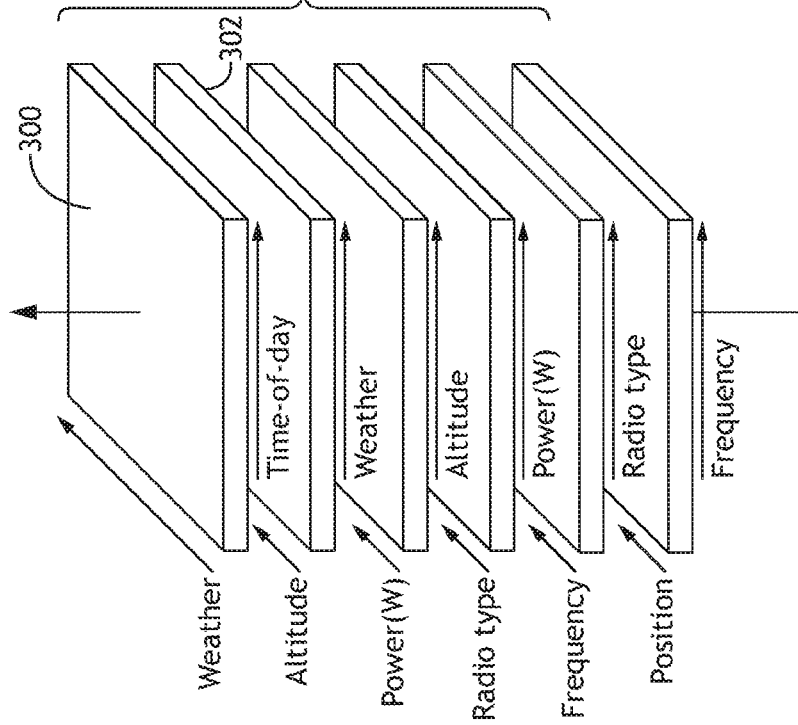 300
302
Time-of-day
Weather
Altitude
Power(W)
Radio type
Frequency
Weather
Altitude
Power(W)
Radio type
Frequency
Position